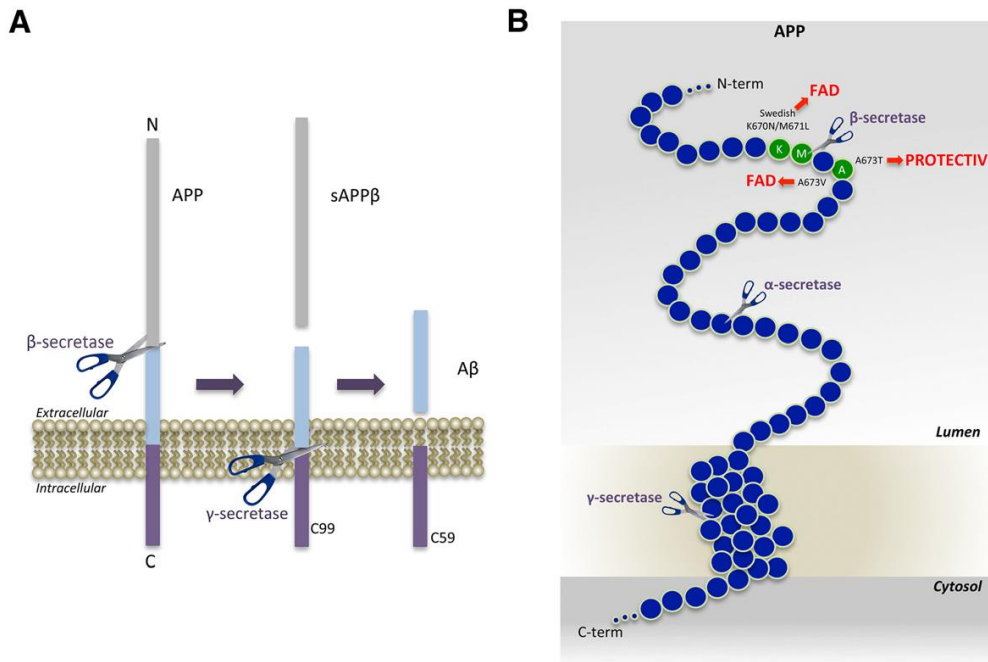 A
N
APP
sAPPβ
β-secretase
Aβ
Extracellular
Intracellular
γ-secretase
C99
C59
C
B
APP
N-term
FAD
Swedish
K670N/M671L
β-secretase
K
M
A
A673T
PROTECTIV
FAD
A673V
α-secretase
Lumen
γ-secretase
Cytosol
C-term